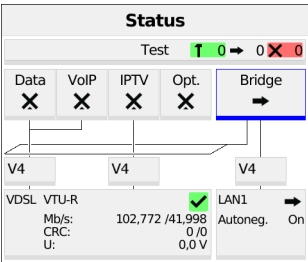 Status
Test 0 ➡ 0 ✕ 0
Data VoIP IPTV Opt. Bridge
V4 V4 V4
VDSL VTU-R LAN1
Mb/s: 102,772 /41,998 Autoneg. On
CRC: 0 /0
U: 0,0 V